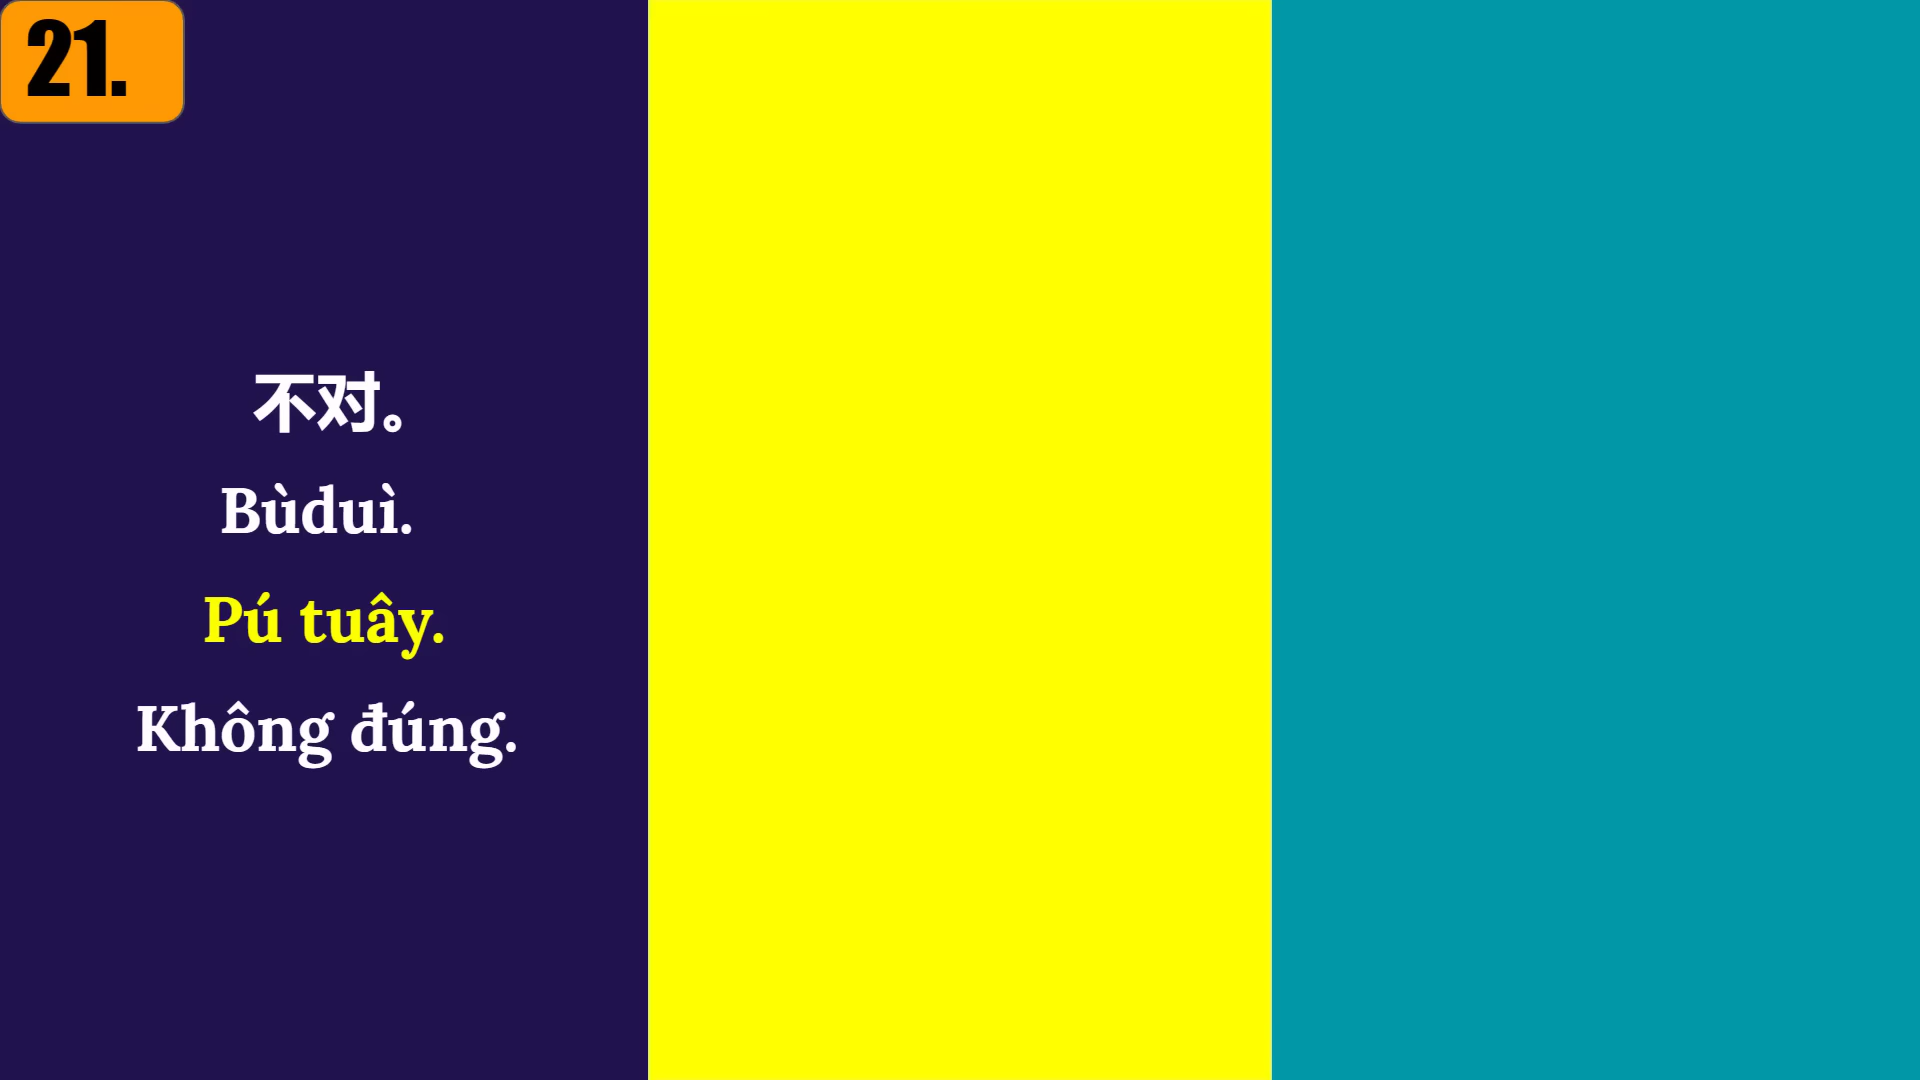 21.
不对。
Bùduì.
Pú tuây.
Không đúng.